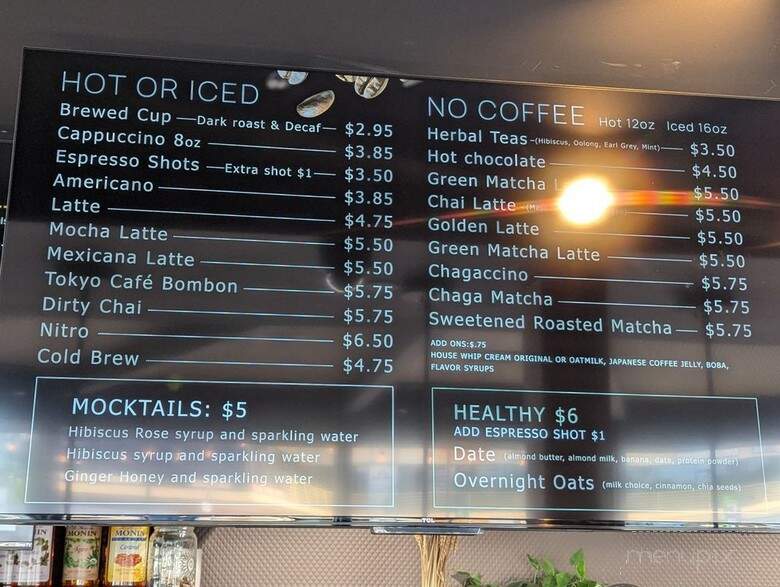 HOT OR ICED
Brewed Cup —Dark roast & Decaf— $2.95
Cappuccino 8oz $3.85
Espresso Shots —Extra shot $1— $3.50
Americano $3.85
Latte $4.75
Mocha Latte $5.50
Mexicana Latte $5.50
Tokyo Café Bombon $5.75
Dirty Chai $5.75
Nitro $6.50
Cold Brew $4.75
MOCKTAILS: $5
Hibiscus Rose syrup and sparkling water
Hibiscus syrup and sparkling water
Ginger Honey and sparkling water
NO COFFEE Hot 12oz Iced 16oz
Herbal Teas -(Hibiscus, Oolong, Earl Grey, Mint)— $3.50
Hot chocolate $4.50
Green Matcha $5.50
Chai Latte $5.50
Golden Latte $5.50
Green Matcha Latte $5.50
Chagaccino $5.75
Chaga Matcha $5.75
Sweetened Roasted Matcha $5.75
ADD ONS:$.75
HOUSE WHIP CREAM ORIGINAL OR OATMILK, JAPANESE COFFEE JELLY, BOBA,
FLAVOR SYRUPS
HEALTHY $6
ADD ESPRESSO SHOT $1
Date (almond butter, almond milk, banana, date, protein powder)
Overnight Oats (milk choice, cinnamon, chia seeds)
TCL
MONIN
MONIN
menupix